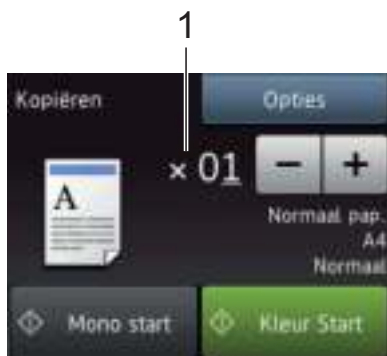 1
Kopiëren
Opties
× 01
- +
A
Normaal pap.
A4
Normaal
Mono start
Kleur Start